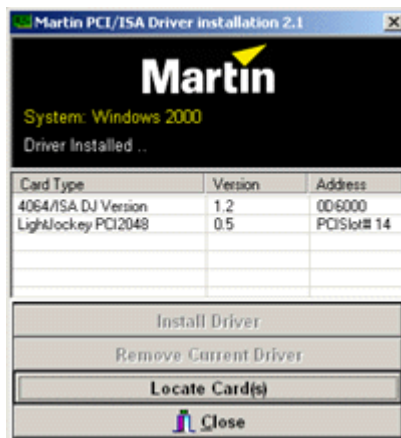 Martin PCI/ISA Driver installation 2.1
Martin
System: Windows 2000
Driver Installed ..
Card Type Version Address
4064/ISA DJ Version 1.2 0D6000
LightJockey PCI2048 0.5 PCISlot# 14
Install Driver
Remove Current Driver
Locate Card(s)
Close